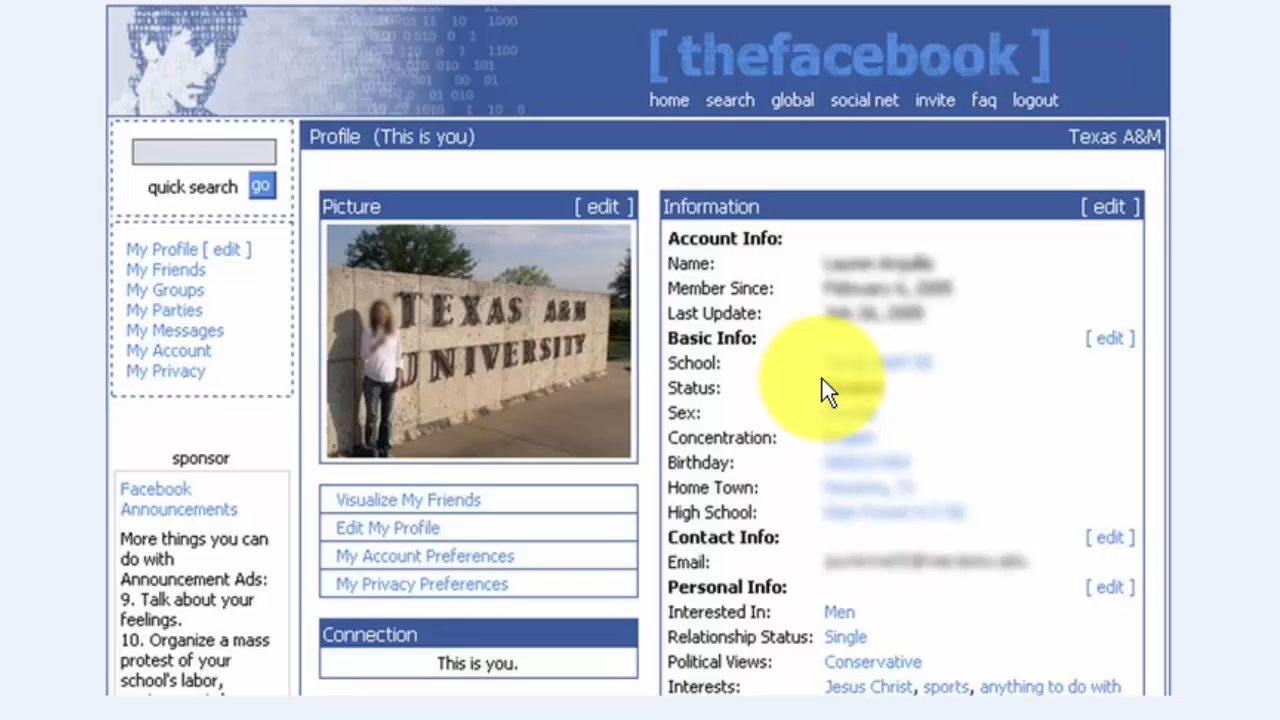 [ thefacebook ]
home search global social net invite faq logout
quick search go
My Profile [ edit ]
My Friends
My Groups
My Parties
My Messages
My Account
My Privacy
sponsor
Facebook
Announcements
More things you can
do with
Announcement Ads:
9. Talk about your
feelings.
10. Organize a mass
protest of your
school's labor,
Profile (This is you) Texas A&M
Picture [ edit ]
TEXAS A&M
UNIVERSITY
Visualize My Friends
Edit My Profile
My Account Preferences
My Privacy Preferences
Connection
This is you.
Information [ edit ]
Account Info:
Name:
Member Since:
Last Update:
Basic Info: [ edit ]
School:
Status:
Sex:
Concentration:
Birthday:
Home Town:
High School:
Contact Info: [ edit ]
Email:
Personal Info: [ edit ]
Interested In: Men
Relationship Status: Single
Political Views: Conservative
Interests: Jesus Christ, sports, anything to do with